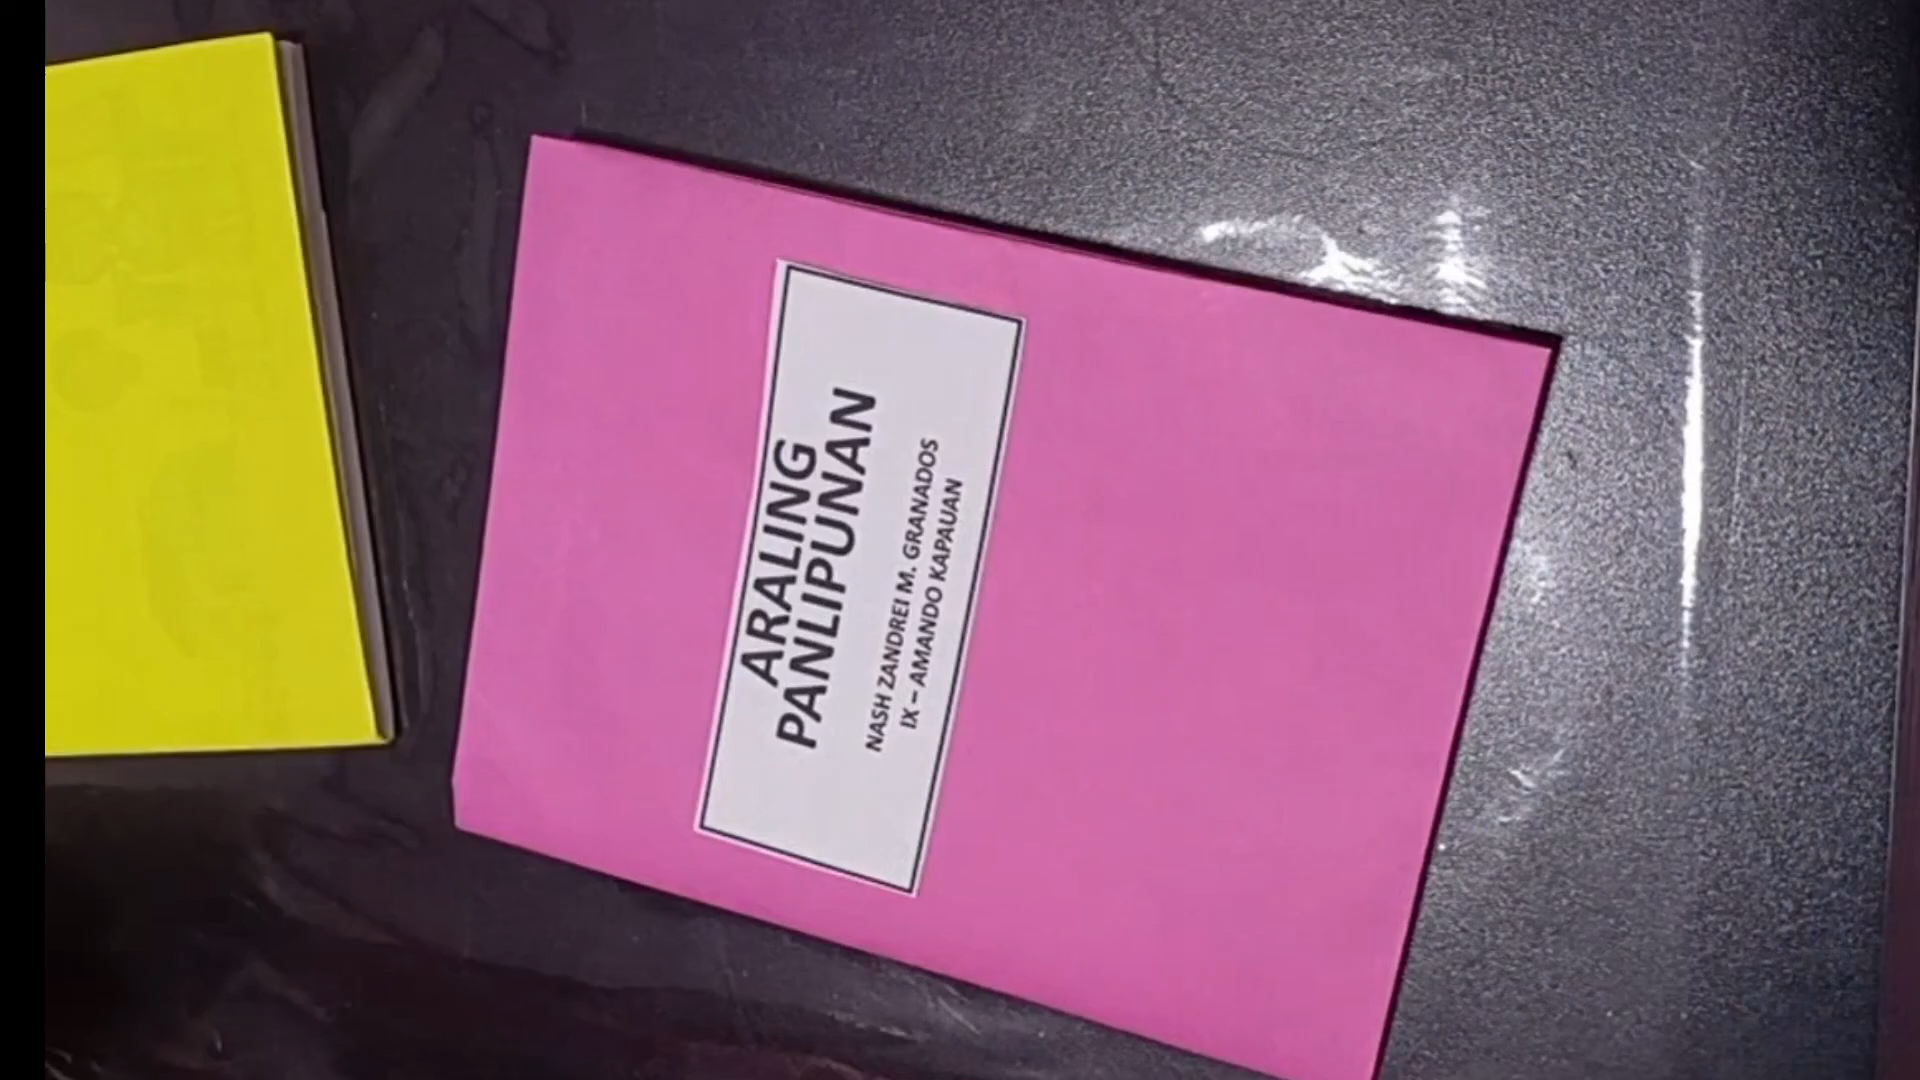 ARALING
PANLIPUNAN
NASH ZANDREI M. GRANADOS
IX – AMANDO KAPAUAN